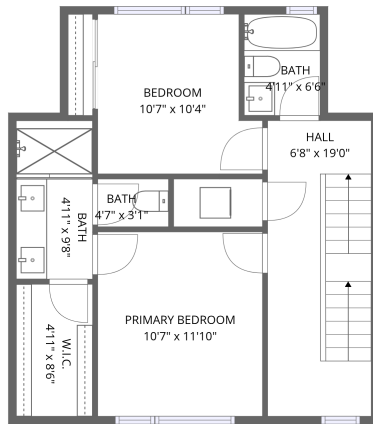 BEDROOM
10'7" x 10'4"
BATH
4'11" x 6'6"
HALL
6'8" x 19'0"
BATH
4'7" x 3'1"
BATH
4'11" x 9'8"
PRIMARY BEDROOM
10'7" x 11'10"
W.I.C.
4'11" x 8'6"